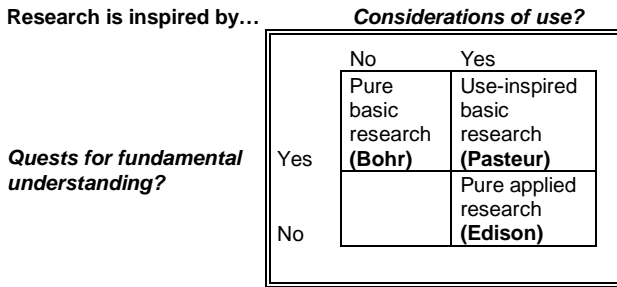 Research is inspired by… Considerations of use?
No Yes
Pure Use-inspired
basic basic
research research
Quests for fundamental Yes (Bohr) (Pasteur)
understanding? Pure applied
research
No (Edison)